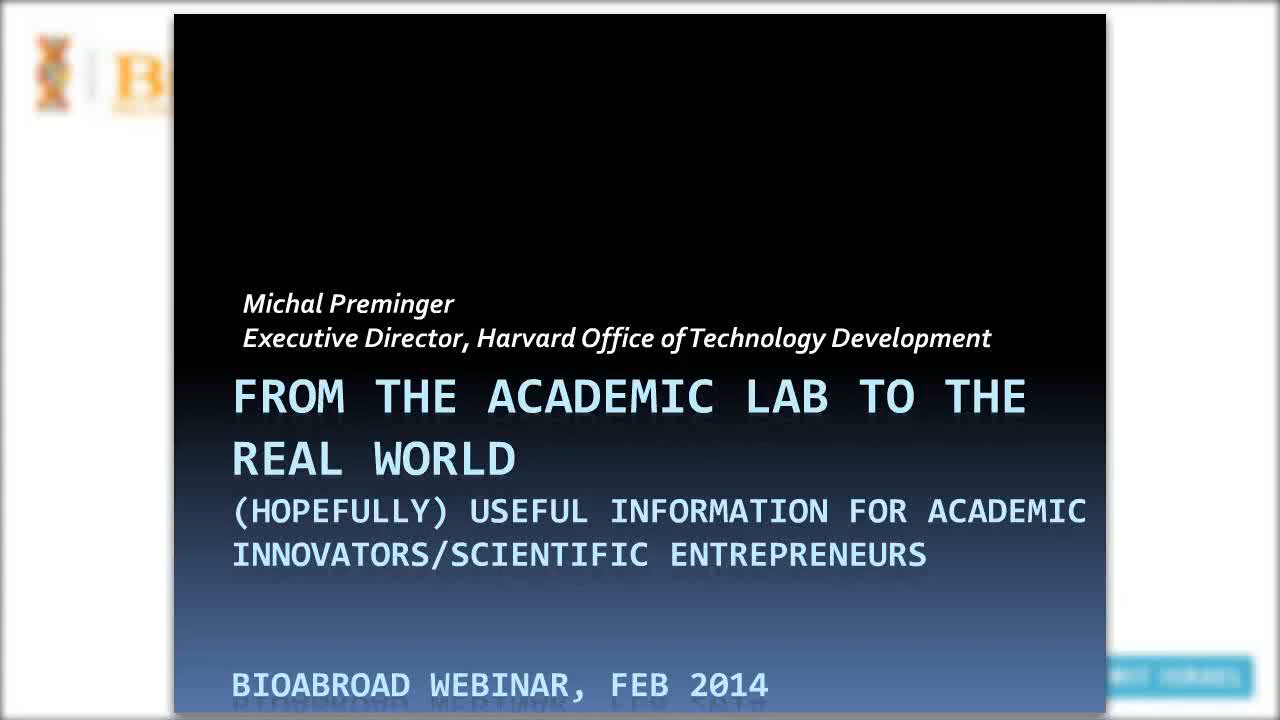 Michal Preminger
Executive Director, Harvard Office of Technology Development
FROM THE ACADEMIC LAB TO THE
REAL WORLD
(HOPEFULLY) USEFUL INFORMATION FOR ACADEMIC
INNOVATORS/SCIENTIFIC ENTREPRENEURS
BIOABROAD WEBINAR, FEB 2014